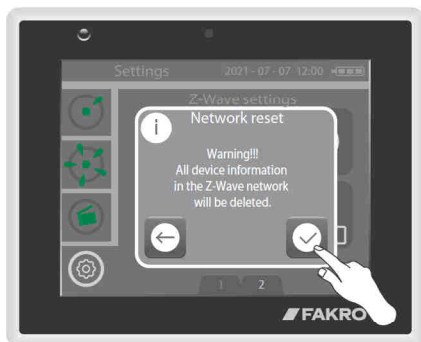 Settings 2021-07-07 12:00
Z-Wave settings
i
Network reset
Warning!!!
All device information
in the Z-Wave network
will be deleted.
1 2
FAKRO